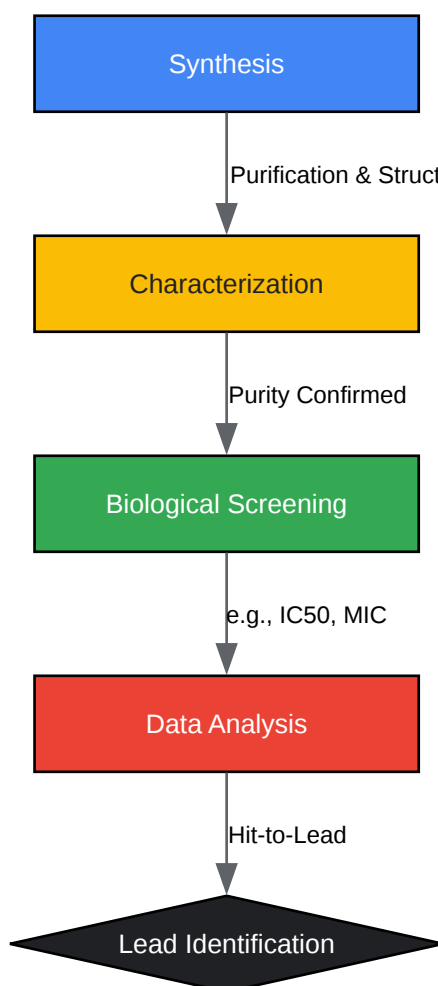 Synthesis
Purification & Struct
Characterization
Purity Confirmed
Biological Screening
e.g., IC50, MIC
Data Analysis
Hit-to-Lead
Lead Identification